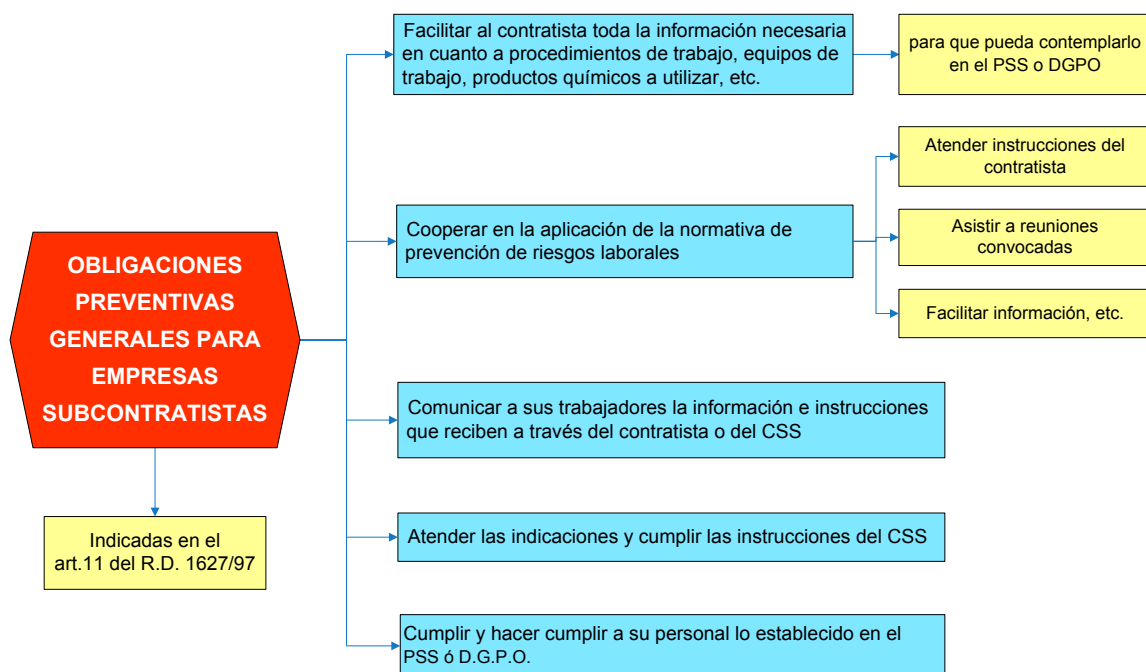 Facilitar al contratista toda la información necesaria
en cuanto a procedimientos de trabajo, equipos de
trabajo, productos químicos a utilizar, etc.
para que pueda contemplarlo
en el PSS o DGPO
Atender instrucciones del
contratista
Cooperar en la aplicación de la normativa de
prevención de riesgos laborales
Asistir a reuniones
convocadas
Facilitar información, etc.
OBLIGACIONES
PREVENTIVAS
GENERALES PARA
EMPRESAS
SUBCONTRATISTAS
Comunicar a sus trabajadores la información e instrucciones
que reciben a través del contratista o del CSS
Indicadas en el
art.11 del R.D. 1627/97
Atender las indicaciones y cumplir las instrucciones del CSS
Cumplir y hacer cumplir a su personal lo establecido en el
PSS ó D.G.P.O.